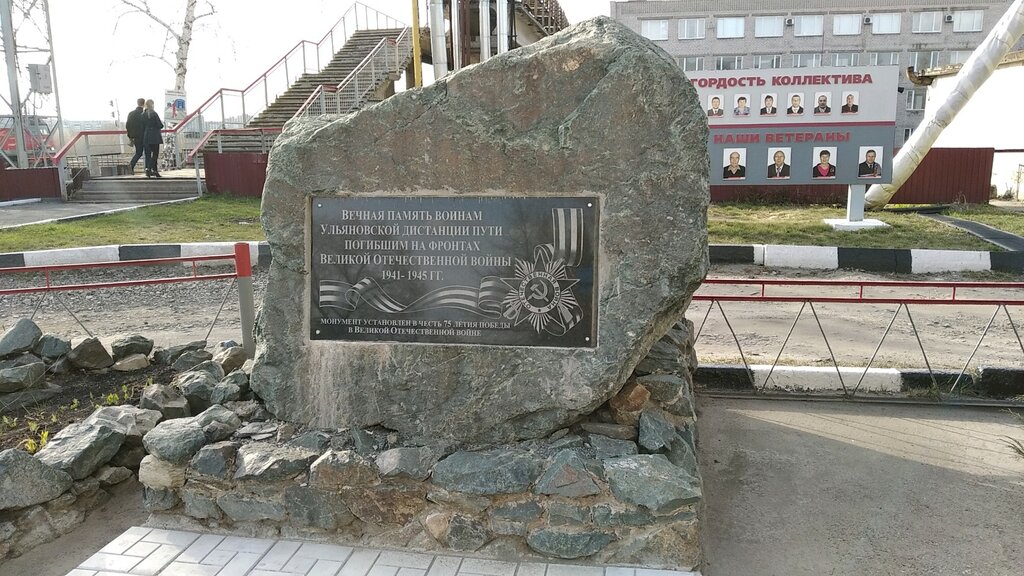 Вечная память воинам
Ульяновской дистанции пути
погибшим на фронтах
Великой Отечественной войны
1941- 1945 гг.
монумент установлен в честь 75 летия победы
в Великой Отечественной войне
ГОРДОСТЬ КОЛЛЕКТИВА
НАШИ ВЕТЕРАНЫ